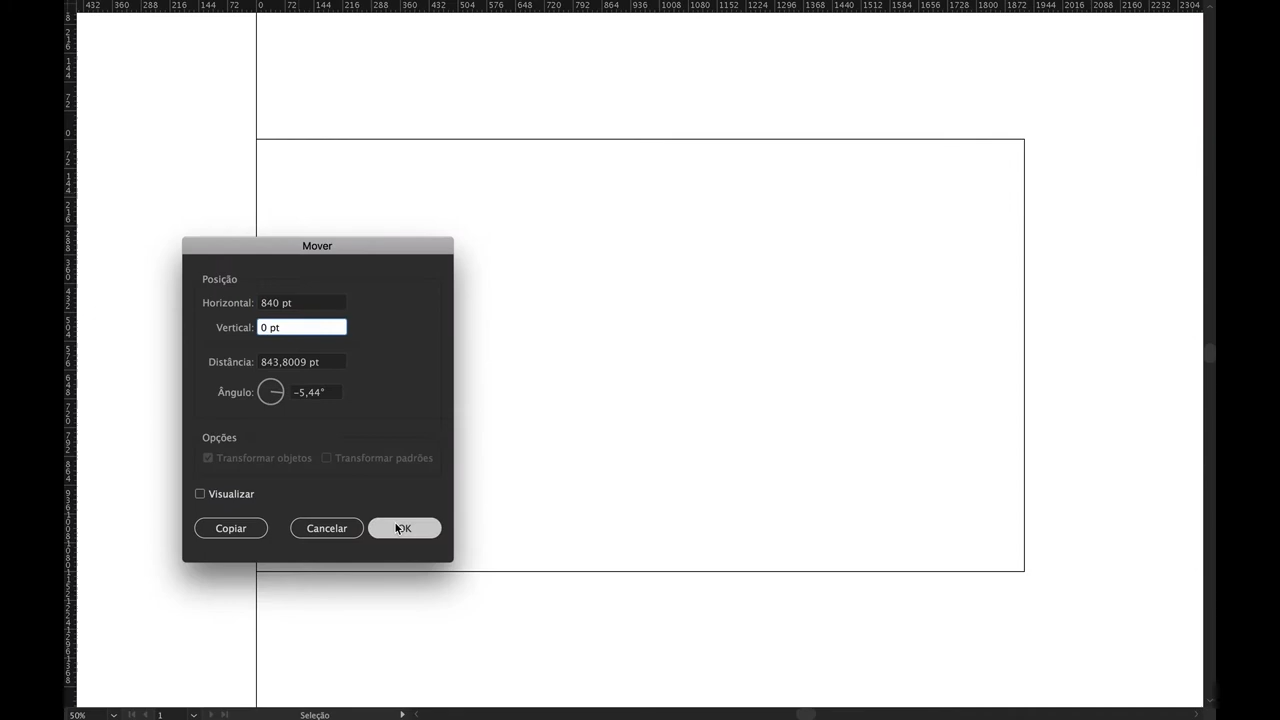 432 360 288 216 144 72 0 72 144 216 288 360 432 504 576 648 720 792 864 936 1008 1080 1152 1224 1296 1368 1440 1512 1584 1656 1728 1800 1872 1944 2016 2088 2160 2232 2304
Mover
Posição
Horizontal: 840 pt
Vertical: 0 pt
Distância: 843,8009 pt
Ângulo: -5,44°
Opções
Transformar objetos Transformar padrões
Visualizar
Copiar Cancelar OK
50% 1 Seleção